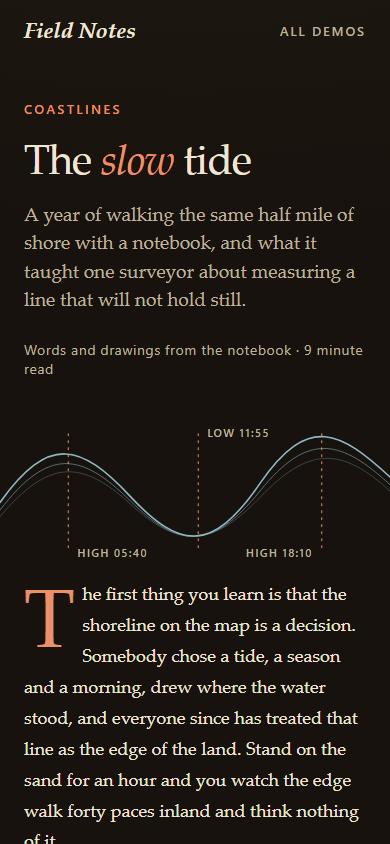 Field Notes
ALL DEMOS
COASTLINES
The slow tide
A year of walking the same half mile of
shore with a notebook, and what it
taught one surveyor about measuring a
line that will not hold still.
Words and drawings from the notebook · 9 minute
read
LOW 11:55
HIGH 05:40
HIGH 18:10
The first thing you learn is that the
shoreline on the map is a decision.
Somebody chose a tide, a season
and a morning, drew where the water
stood, and everyone since has treated that
line as the edge of the land. Stand on the
sand for an hour and you watch the edge
walk forty paces inland and think nothing
of it.